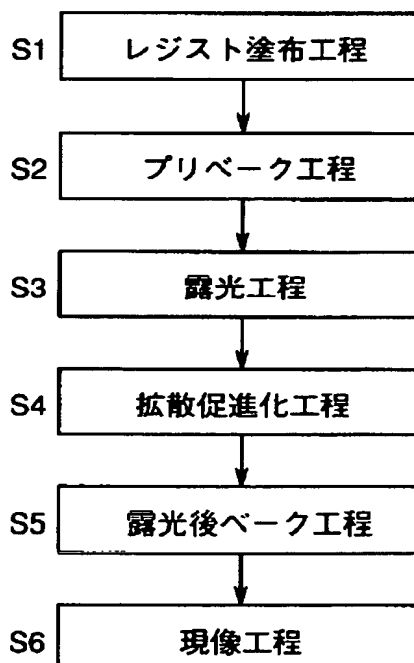 S1 レジスト塗布工程
S2 プリベーク工程
S3 露光工程
S4 拡散促進化工程
S5 露光後ベーク工程
S6 現像工程